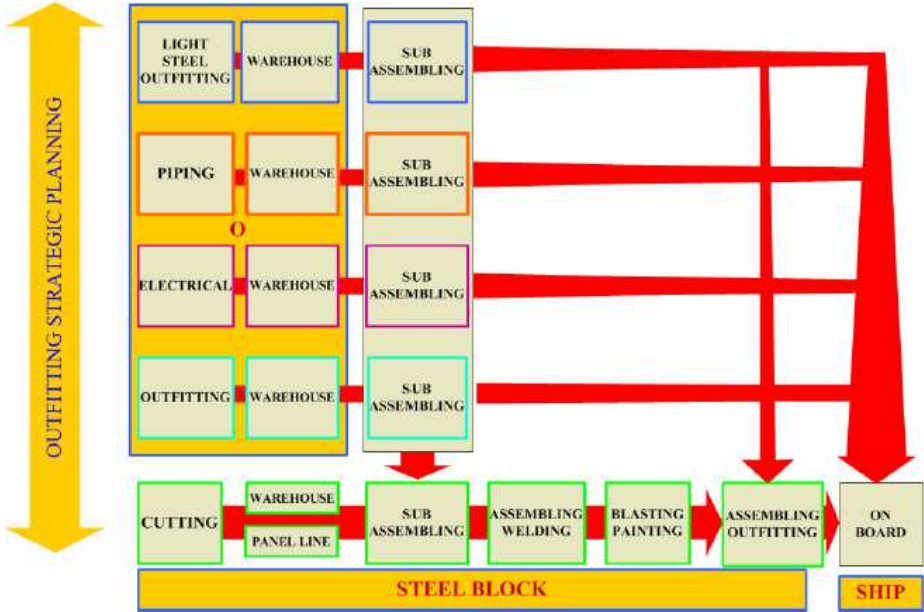 OUTFITTING STRATEGIC PLANNING
LIGHT
STEEL
OUTFITTING
WAREHOUSE
SUB
ASSEMBLING
PIPING
WAREHOUSE
SUB
ASSEMBLING
O
ELECTRICAL
WAREHOUSE
SUB
ASSEMBLING
OUTFITTING
WAREHOUSE
SUB
ASSEMBLING
CUTTING
WAREHOUSE
PANEL LINE
SUB
ASSEMBLING
ASSEMBLING
WELDING
BLASTING
PAINTING
ASSEMBLING
OUTFITTING
ON
BOARD
STEEL BLOCK
SHIP